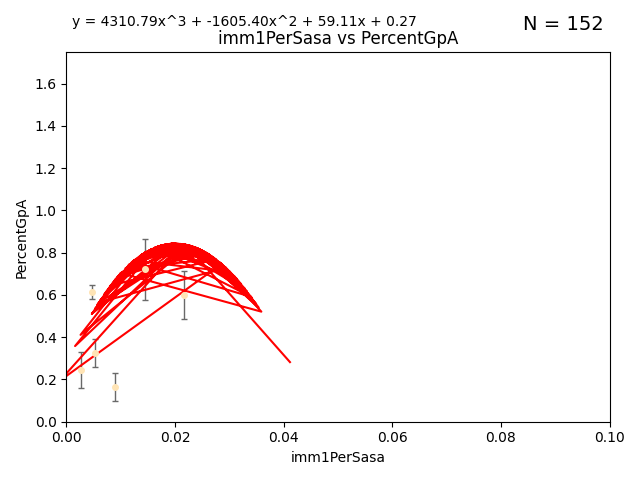 y = 4310.79x^3 + -1605.40x^2 + 59.11x + 0.27
N = 152
imm1PerSasa vs PercentGpA
PercentGpA
1.6
1.4
1.2
1.0
0.8
0.6
0.4
0.2
0.0
0.00 0.02 0.04 0.06 0.08 0.10
imm1PerSasa